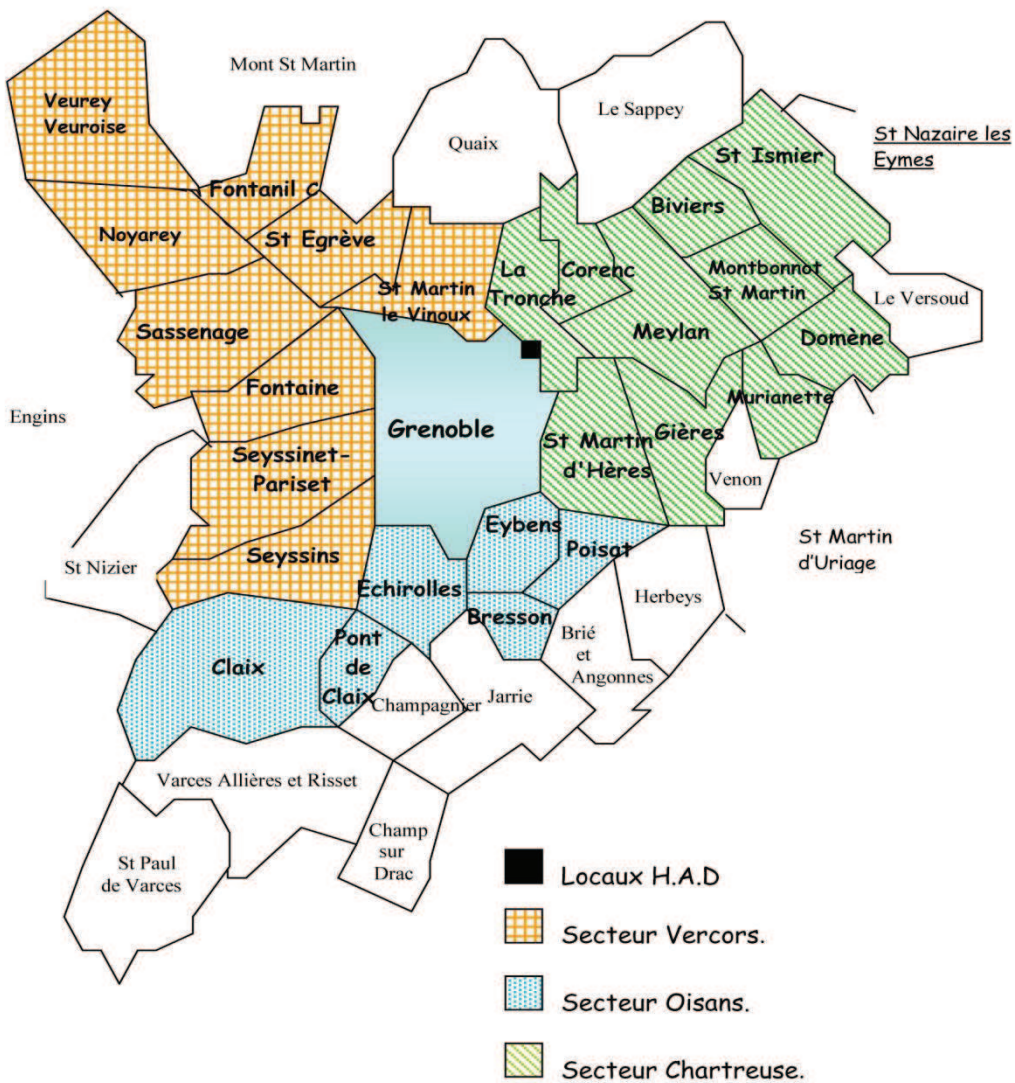 Mont St Martin
Veurey
Veuroise
Quaix
Le Sappey
St Nazaire les
Eymes
St Ismier
Fontanil C
Biviers
Noyarey
St Egrève
La
Tronche
Corenc
Montbonnot
St Martin
St Martin
le Vinoux
Le Versoud
Sassenage
Meylan
Domène
Fontaine
Murianette
Engins
Grenoble
St Martin
d'Hères
Gières
Seyssinet-
Pariset
Venon
Eybens
St Martin
d'Uriage
Poisat
Seyssins
St Nizier
Echirolles
Herbeys
Bresson
Brié
et
Angonnes
Pont
de
Claix
Claix
Champagnier
Jarrie
Varces Allières et Risset
Champ
sur
Drac
St Paul
de Varces
Locaux H.A.D
Secteur Vercors.
Secteur Oisans.
Secteur Chartreuse.